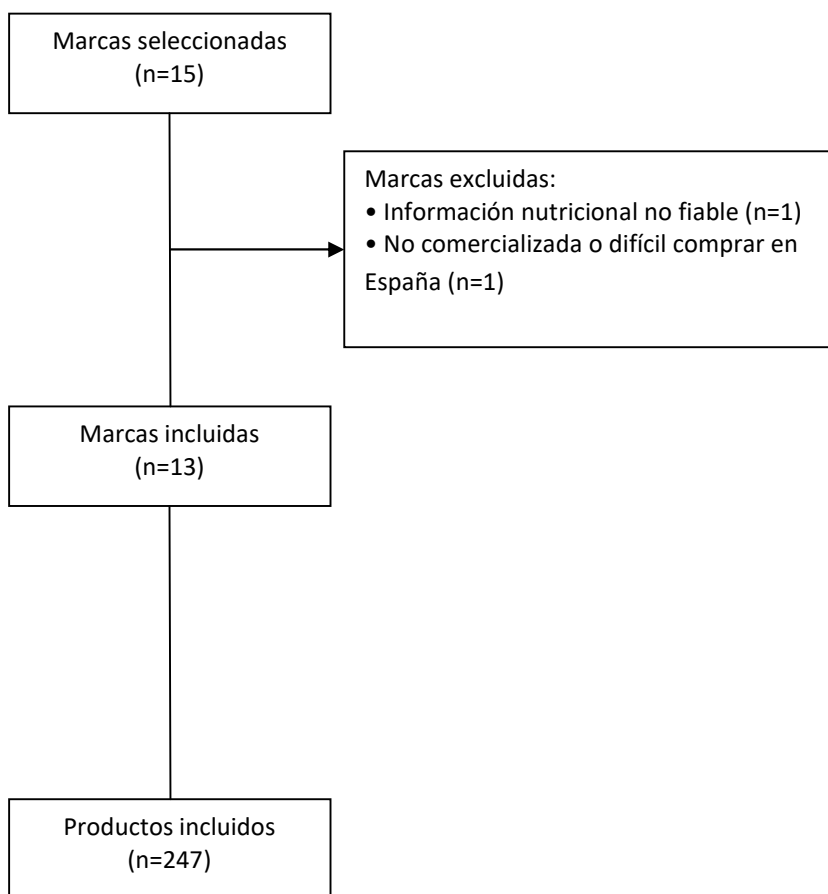 Marcas seleccionadas
(n=15)
Marcas excluidas:
• Información nutricional no fiable (n=1)
• No comercializada o difícil comprar en
España (n=1)
Marcas incluidas
(n=13)
Productos incluidos
(n=247)